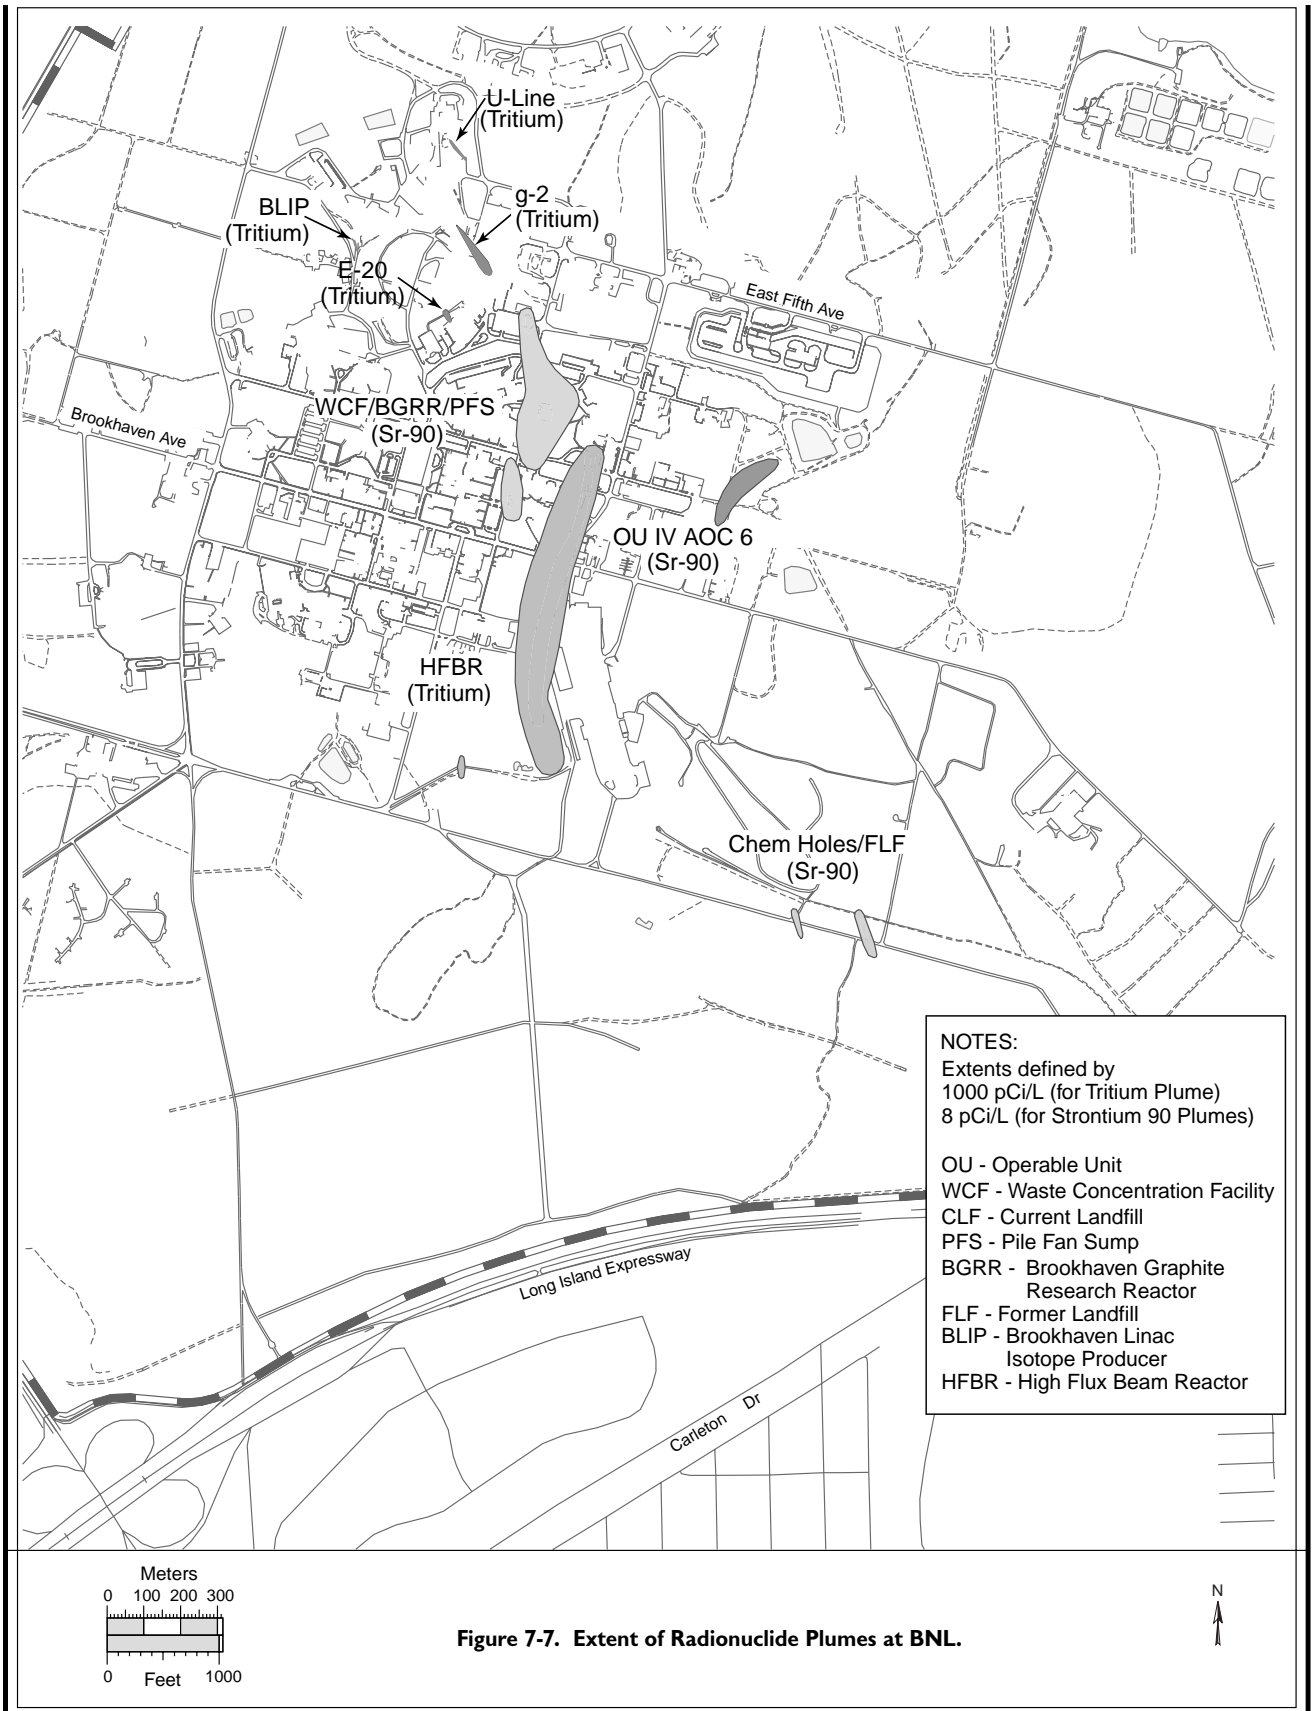 U-Line
(Tritium)
g-2
(Tritium)
BLIP
(Tritium)
E-20
(Tritium)
East Fifth Ave
WCF/BGRR/PFS
(Sr-90)
Brookhaven Ave
OU IV AOC 6
(Sr-90)
HFBR
(Tritium)
Chem Holes/FLF
(Sr-90)
NOTES:
Extents defined by
1000 pCi/L (for Tritium Plume)
8 pCi/L (for Strontium 90 Plumes)
OU - Operable Unit
WCF - Waste Concentration Facility
CLF - Current Landfill
PFS - Pile Fan Sump
BGRR - Brookhaven Graphite
Research Reactor
FLF - Former Landfill
BLIP - Brookhaven Linac
Isotope Producer
HFBR - High Flux Beam Reactor
Long Island Expressway
Carleton Dr
Meters
0 100 200 300
0 1000
Feet
Figure 7-7. Extent of Radionuclide Plumes at BNL.
N